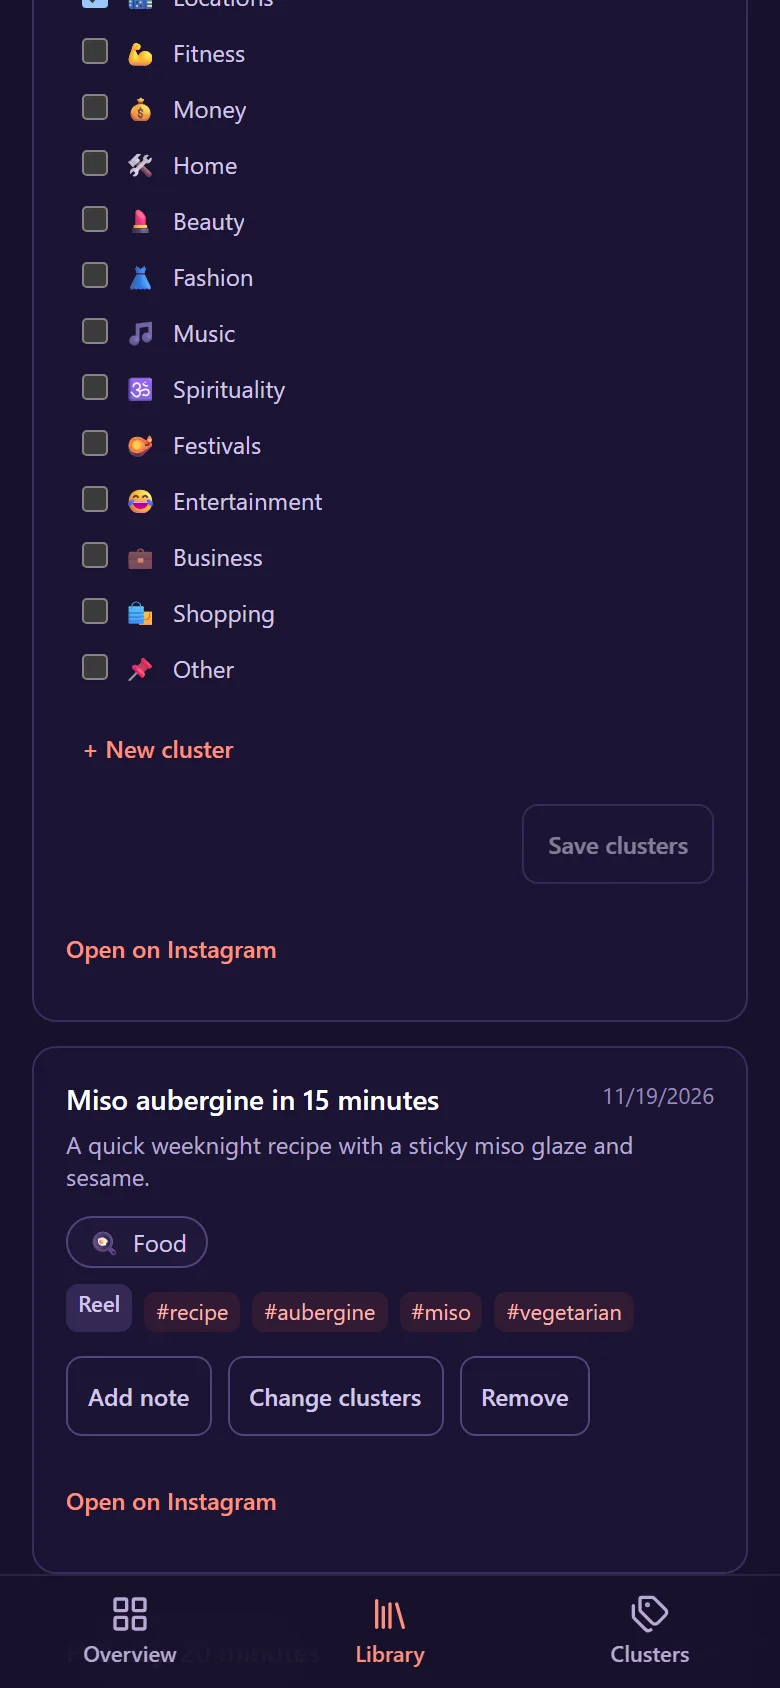 Locations
Fitness
Money
Home
Beauty
Fashion
Music
Spirituality
Festivals
Entertainment
Business
Shopping
Other
+ New cluster
Save clusters
Open on Instagram
Miso aubergine in 15 minutes
11/19/2026
A quick weeknight recipe with a sticky miso glaze and
sesame.
Food
Reel #recipe #aubergine #miso #vegetarian
Add note Change clusters Remove
Open on Instagram
Overview Library Clusters